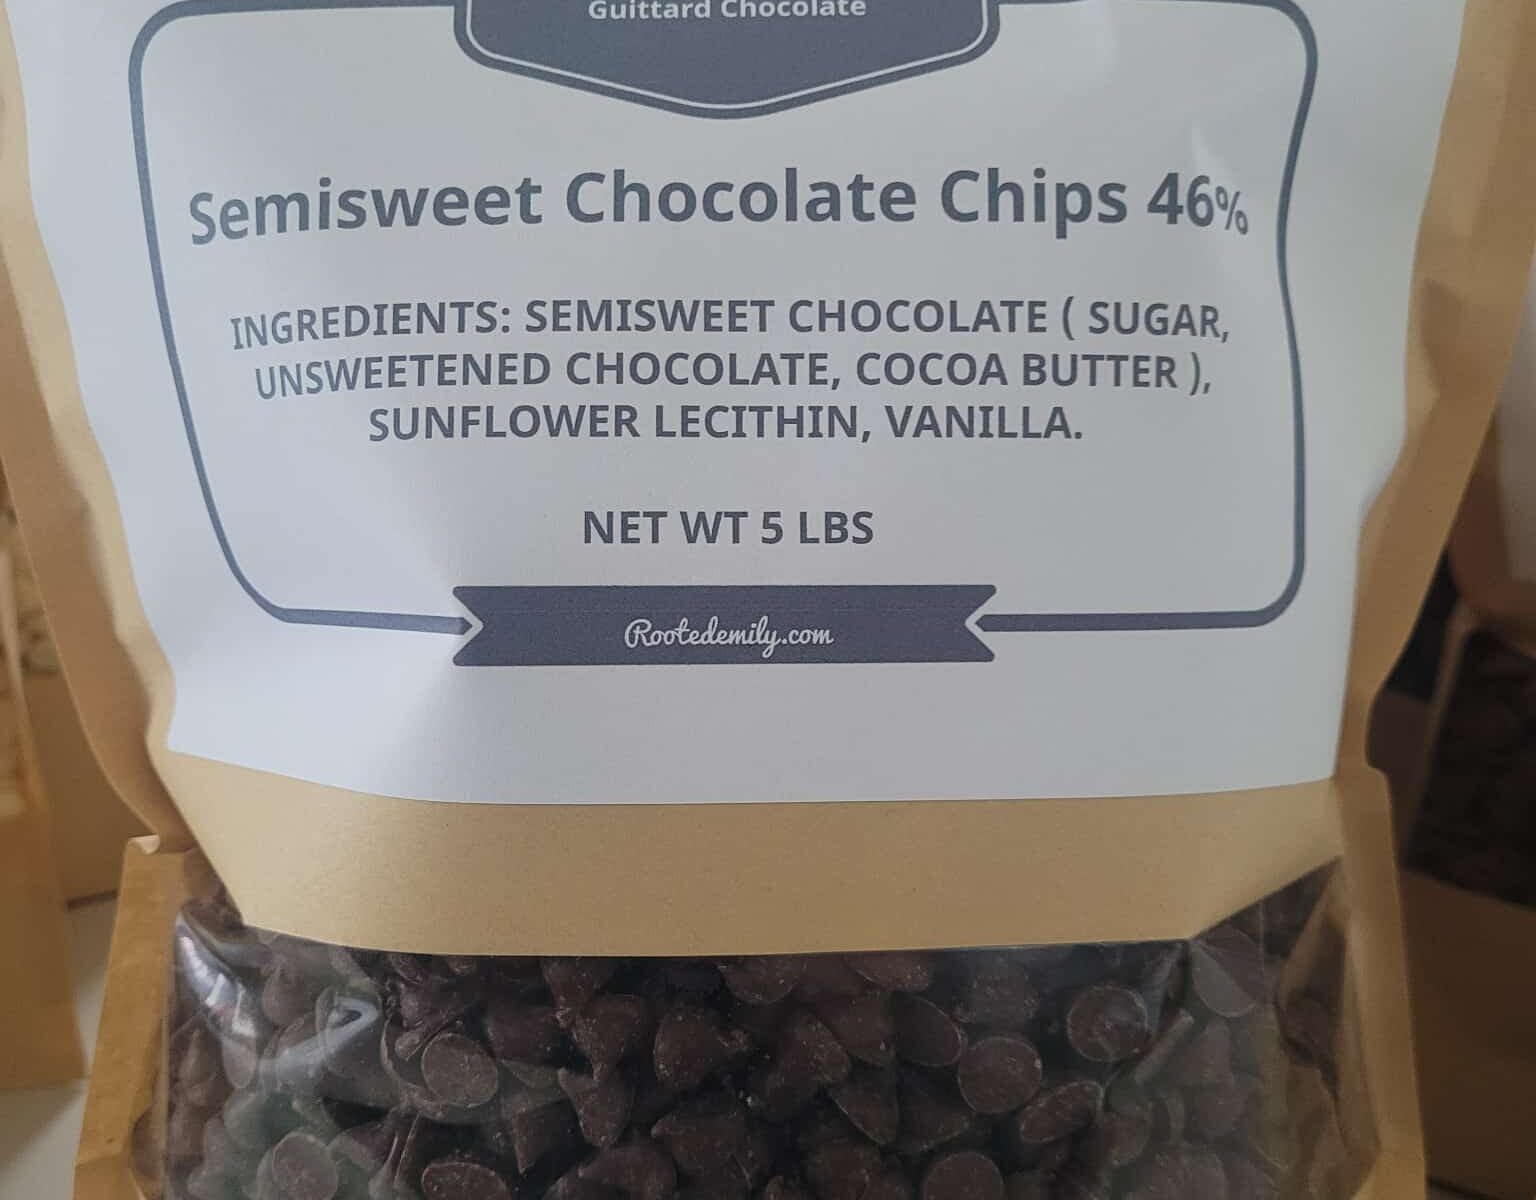 Guittard Chocolate
Semisweet Chocolate Chips 46%
INGREDIENTS: SEMISWEET CHOCOLATE ( SUGAR,
UNSWEETENED CHOCOLATE, COCOA BUTTER ),
SUNFLOWER LECITHIN, VANILLA.
NET WT 5 LBS
Rootedemily.com